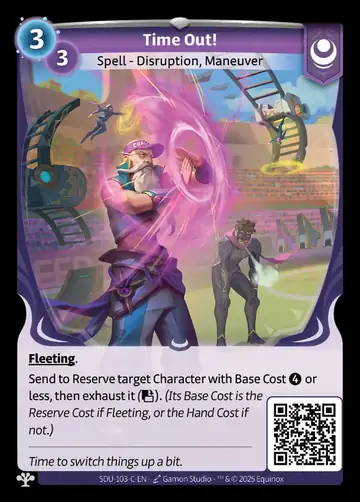 3
3
Time Out!
Spell - Disruption, Maneuver
Fleeting.
Send to Reserve target Character with Base Cost 4 or
less, then exhaust it (). (Its Base Cost is the
Reserve Cost if Fleeting, or the Hand Cost if
not.)
Time to switch things up a bit.
SDU-103-C-EN - Gamon Studio - ™ & © 2025 Equinox